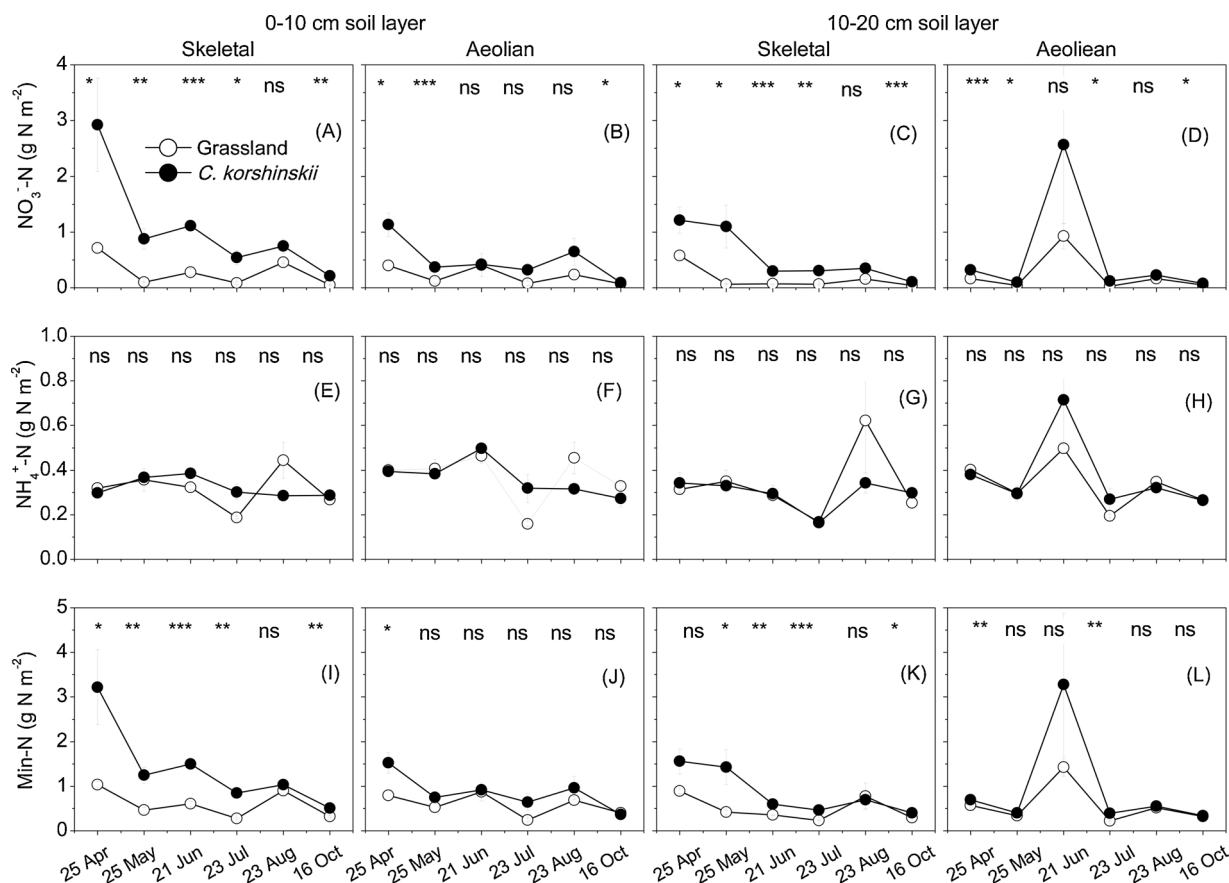 0-10 cm soil layer 10-20 cm soil layer
Skeletal Aeolian Skeletal Aeoliean
NO₃⁻-N (g N m⁻²)
4
3
2
1
0
* ** *** * ns **
(A)
Grassland
C. korshinskii
* *** ns ns ns *
(B)
* * *** ** ns ***
(C)
*** * ns * ns *
(D)
NH₄⁺-N (g N m⁻²)
1.0
0.8
0.6
0.4
0.2
0.0
ns ns ns ns ns ns
(E)
ns ns ns ns ns ns
(F)
ns ns ns ns ns ns
(G)
ns ns ns ns ns ns
(H)
Min-N (g N m⁻²)
5
4
3
2
1
0
* ** *** ** ns **
(I)
* ns ns ns ns ns
(J)
ns * ** *** ns *
(K)
** ns ns ** ns ns
(L)
25 Apr 25 May 21 Jun 23 Jul 23 Aug 16 Oct
25 Apr 25 May 21 Jun 23 Jul 23 Aug 16 Oct
25 Apr 25 May 21 Jun 23 Jul 23 Aug 16 Oct
25 Apr 25 May 21 Jun 23 Jul 23 Aug 16 Oct